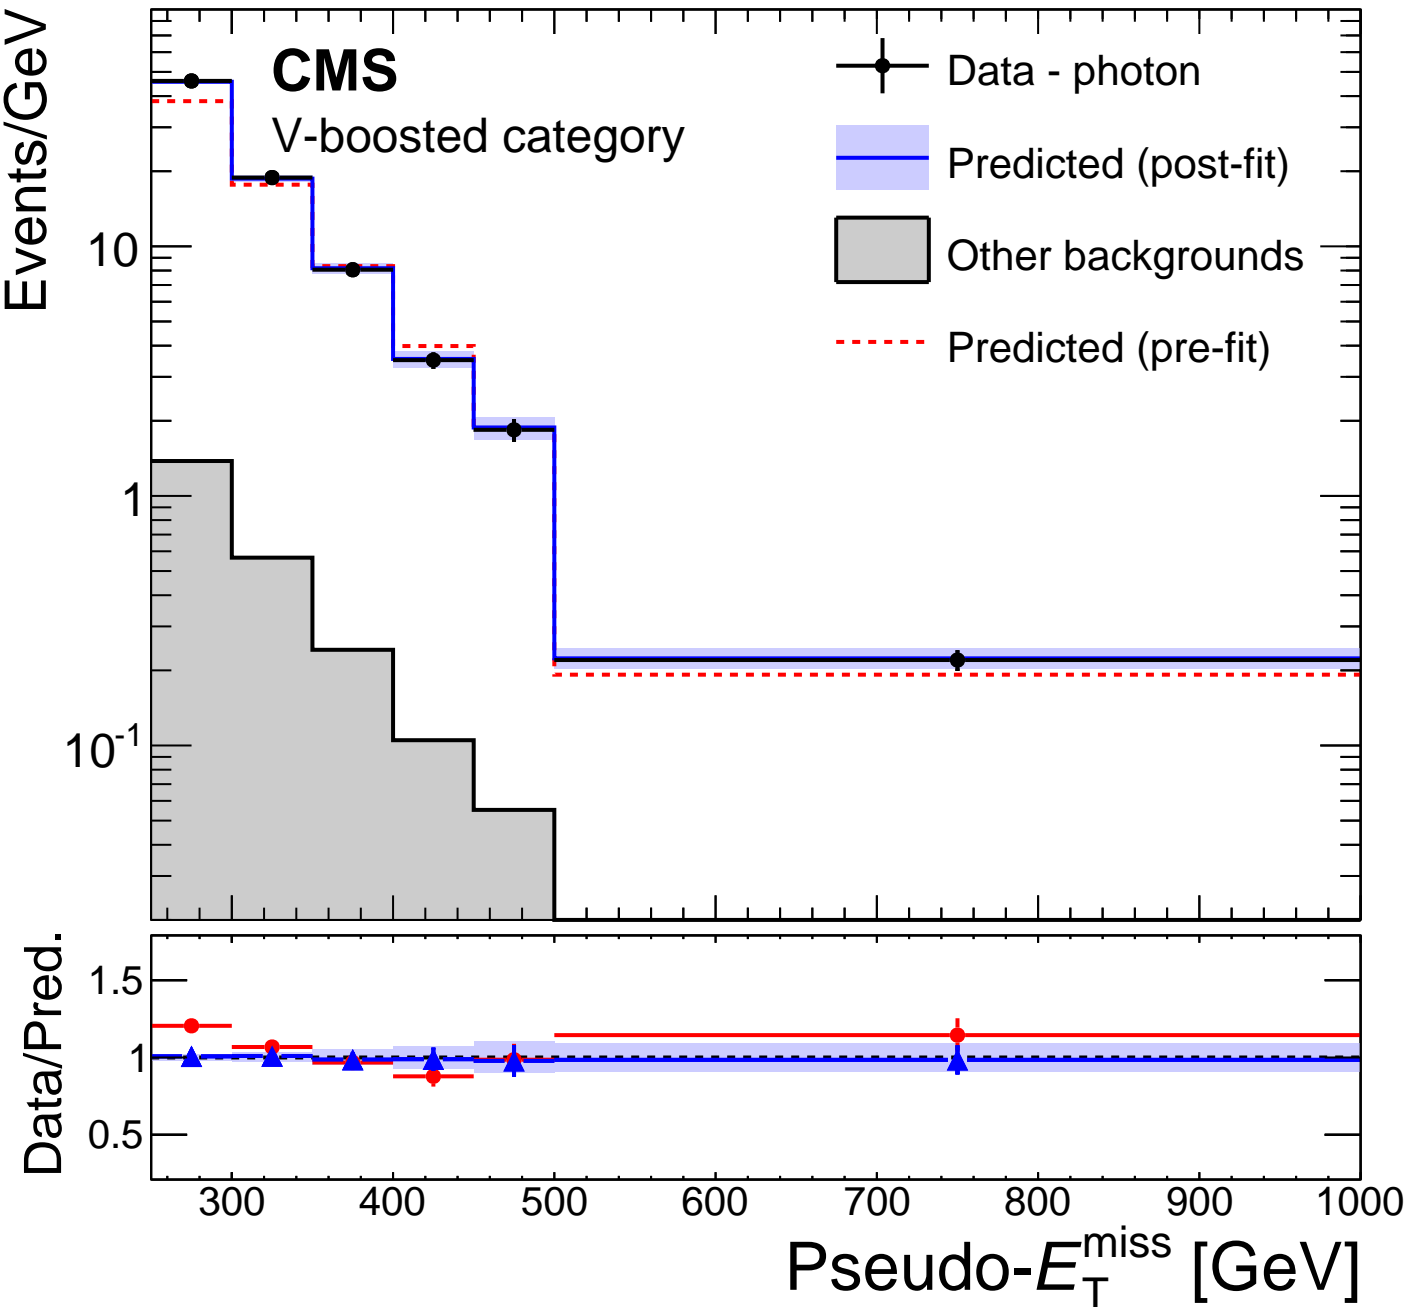 Events/GeV
CMS
V-boosted category
Data - photon
Predicted (post-fit)
Other backgrounds
Predicted (pre-fit)
10
1
10⁻¹
Data/Pred.
1.5
1
0.5
300 400 500 600 700 800 900 1000
Pseudo-E_T^miss [GeV]